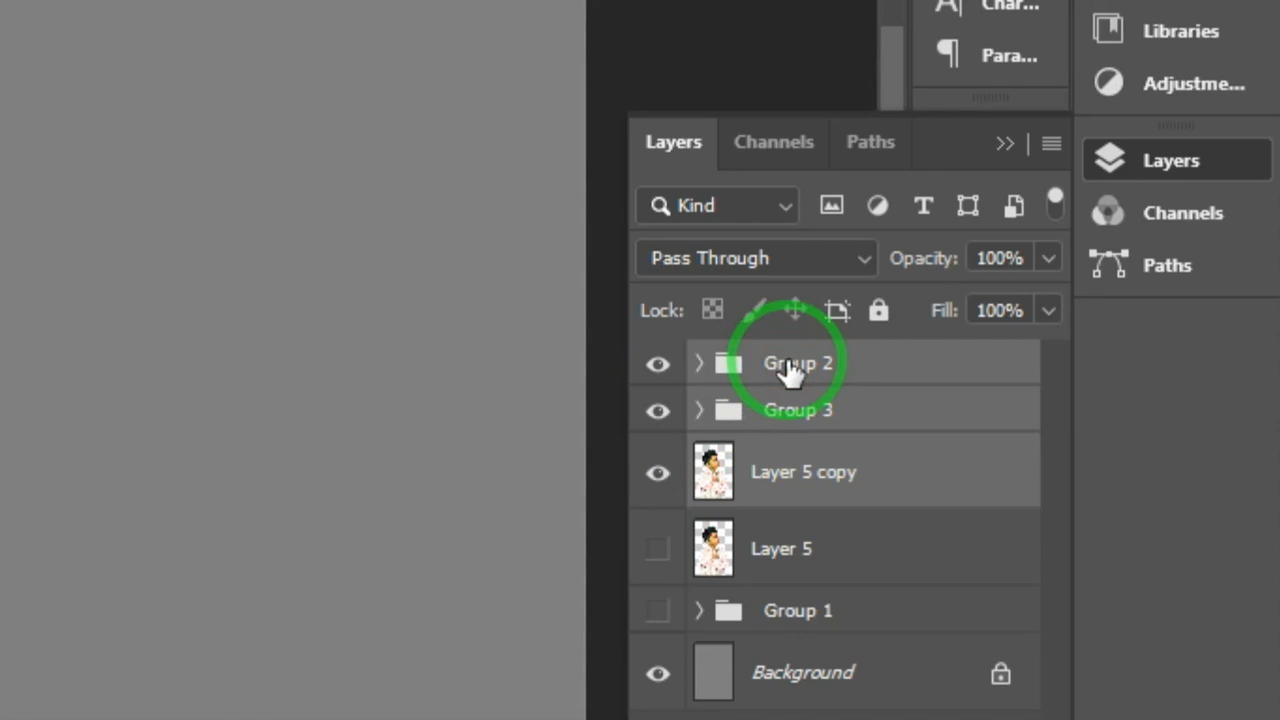 Char...
Para...
Libraries
Adjustme...
Layers
Channels
Paths
Layers Channels Paths
Kind
Pass Through Opacity: 100%
Lock: Fill: 100%
Group 2
Group 3
Layer 5 copy
Layer 5
Group 1
Background